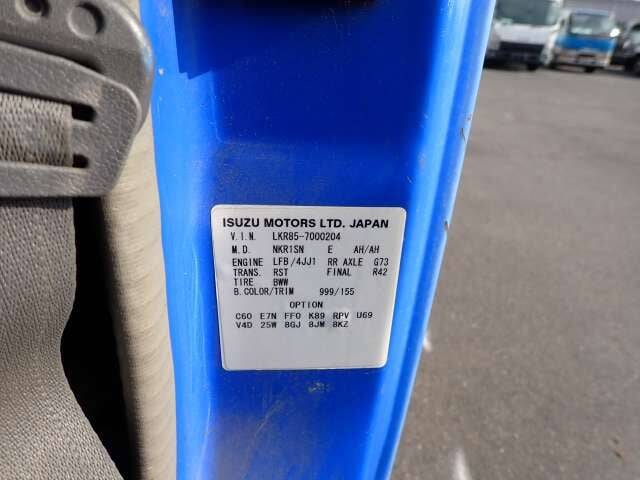 ISUZU MOTORS LTD. JAPAN
V.I.N. LKR85-7000204
M.D. NKR1SN E AH/AH
ENGINE LFB/4JJ1 RR AXLE G73
TRANS. RST FINAL R42
TIRE BWW
B.COLOR/TRIM 999/155
OPTION
C60 E7N FF0 K89 RPV U69
V4D 25W 8GJ 8JM 8KZ